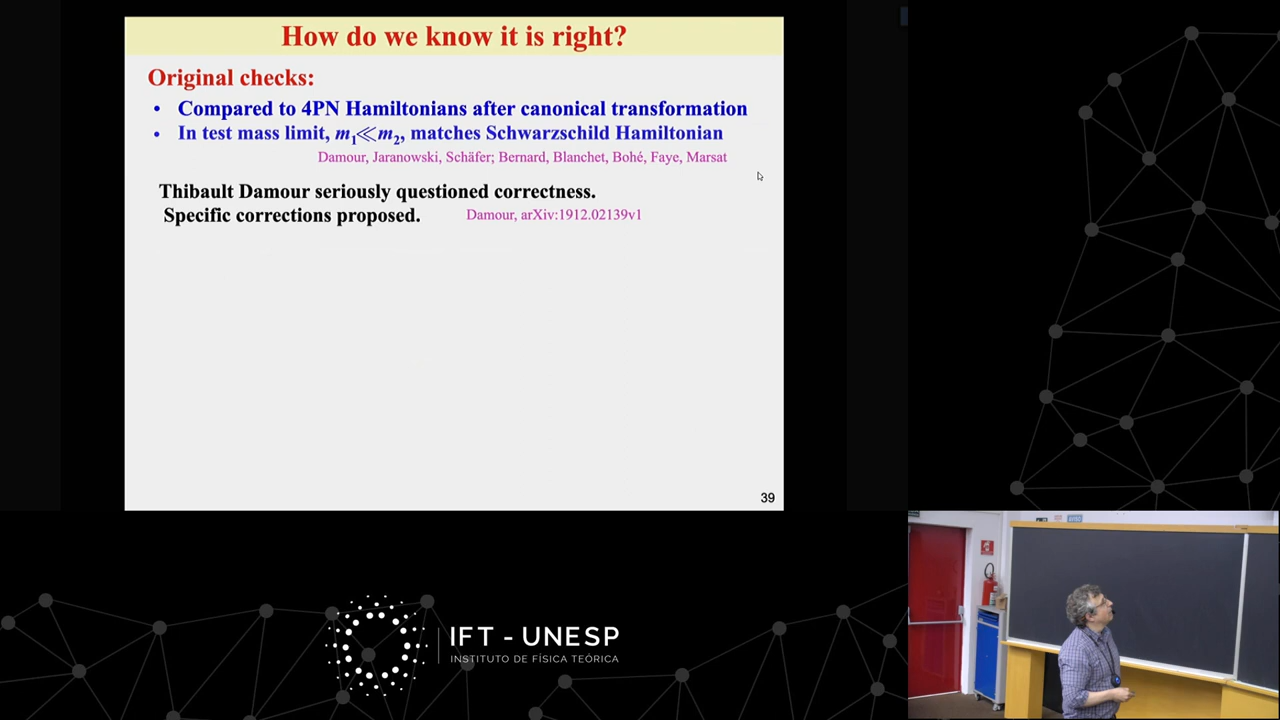 How do we know it is right?
Original checks:
• Compared to 4PN Hamiltonians after canonical transformation
• In test mass limit, m₁≪m₂, matches Schwarzschild Hamiltonian
Damour, Jaranowski, Schäfer; Bernard, Blanchet, Bohé, Faye, Marsat
Thibault Damour seriously questioned correctness.
Specific corrections proposed. Damour, arXiv:1912.02139v1
39
IFT - UNESP
INSTITUTO DE FÍSICA TEÓRICA